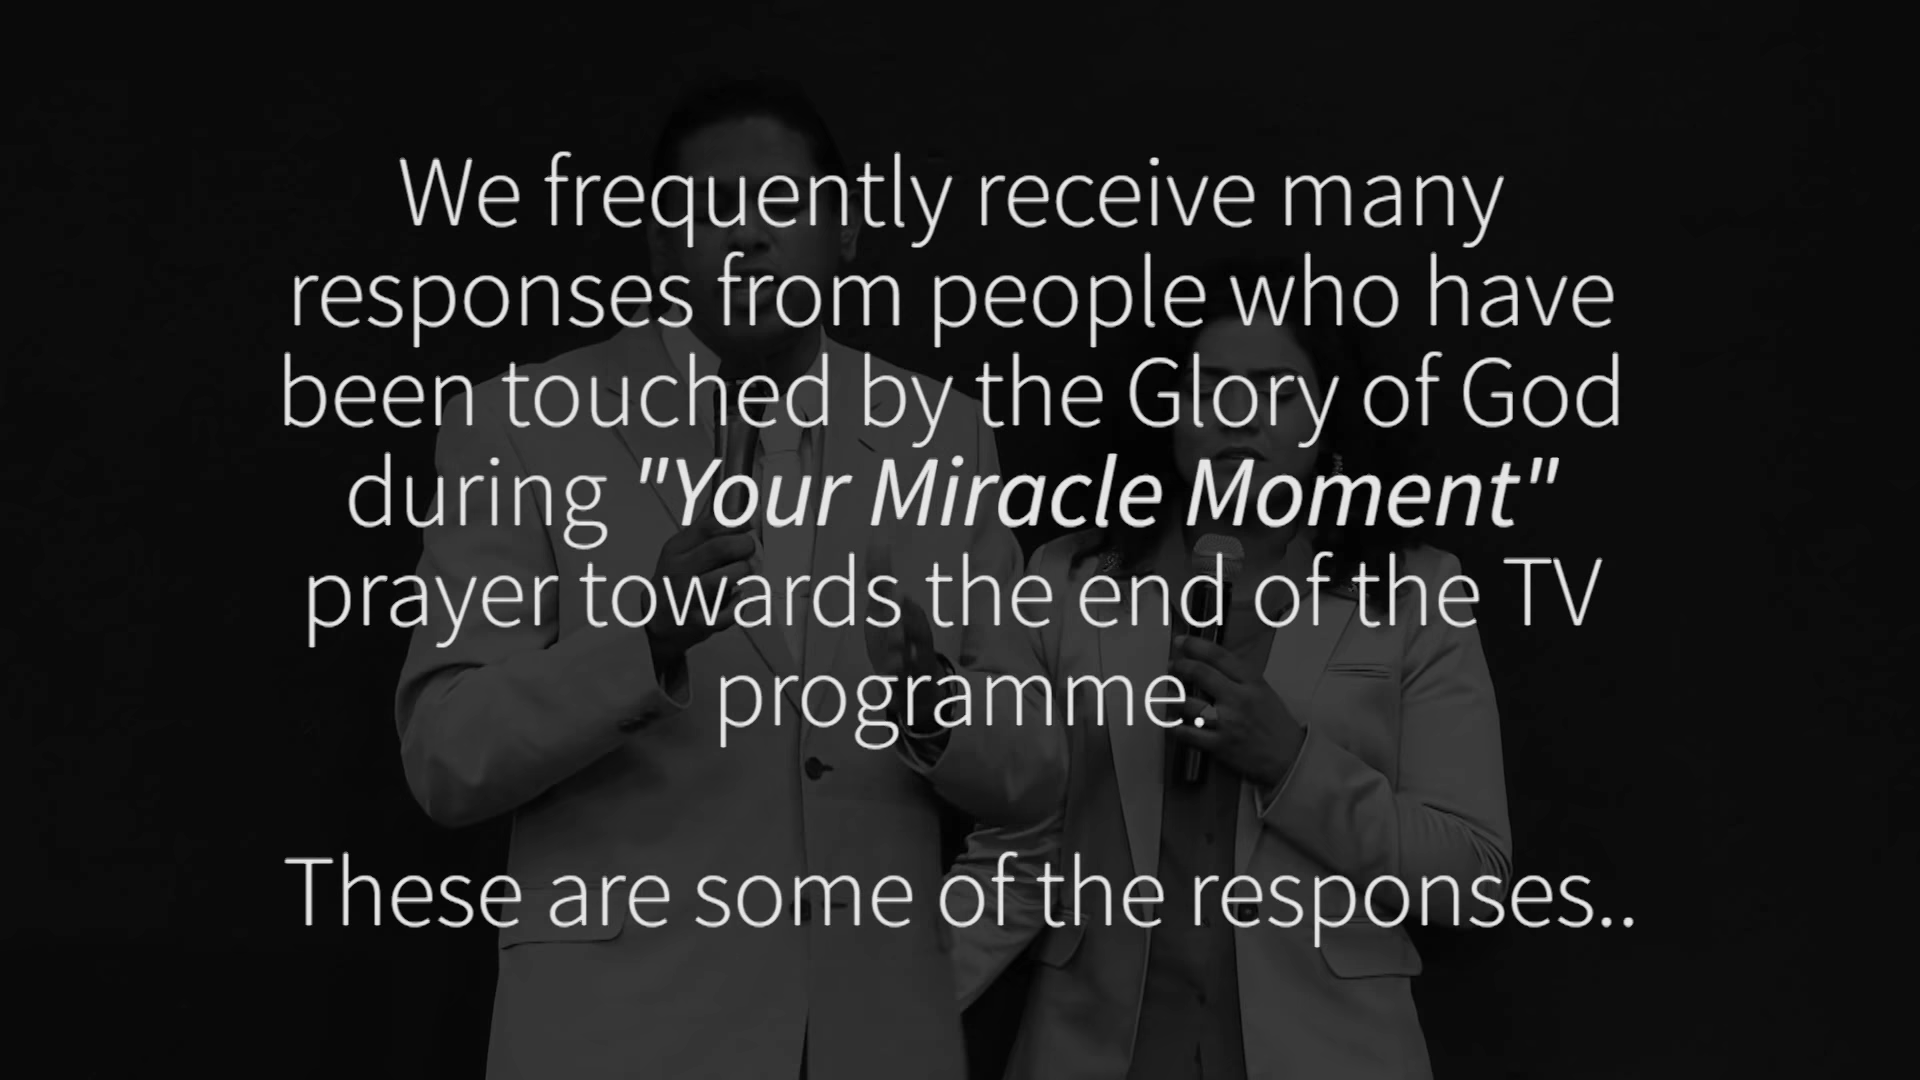 We frequently receive many
responses from people who have
been touched by the Glory of God
during "Your Miracle Moment"
prayer towards the end of the TV
programme.
These are some of the responses..